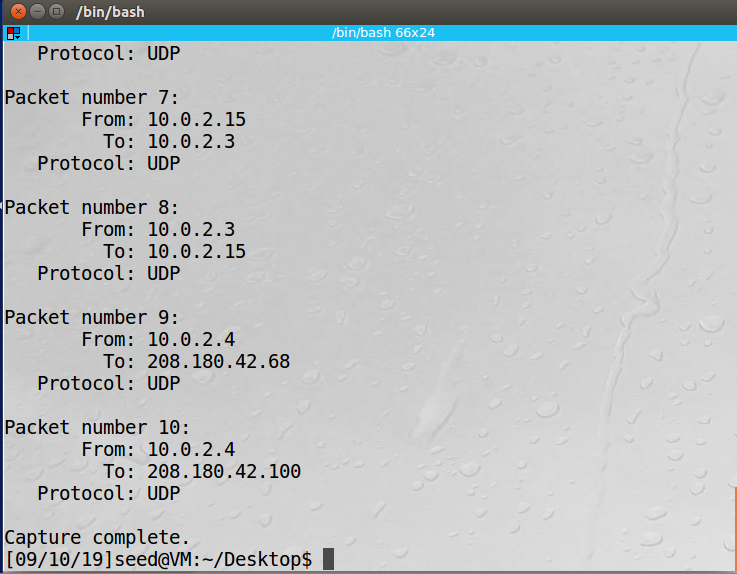 /bin/bash
/bin/bash 66x24
Protocol: UDP
Packet number 7:
From: 10.0.2.15
To: 10.0.2.3
Protocol: UDP
Packet number 8:
From: 10.0.2.3
To: 10.0.2.15
Protocol: UDP
Packet number 9:
From: 10.0.2.4
To: 208.180.42.68
Protocol: UDP
Packet number 10:
From: 10.0.2.4
To: 208.180.42.100
Protocol: UDP
Capture complete.
[09/10/19]seed@VM:~/Desktop$